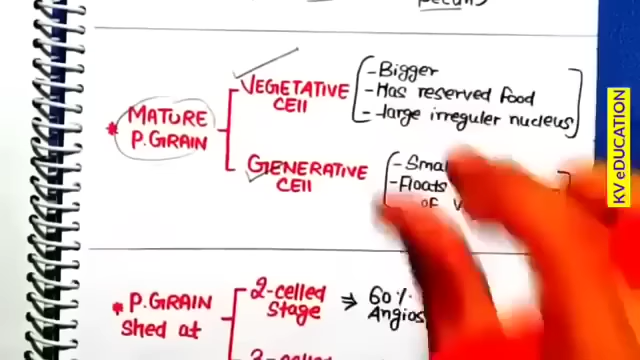 VEGETATIVE
CELL
-Bigger
-Has reserved food
-large irreguler nucleus
* MATURE
P.GRAIN
GENERATIVE
CELL
-Floats
of
* P.GRAIN
shed at
2-celled
stage
⇒ 60%
KV eDUCATION